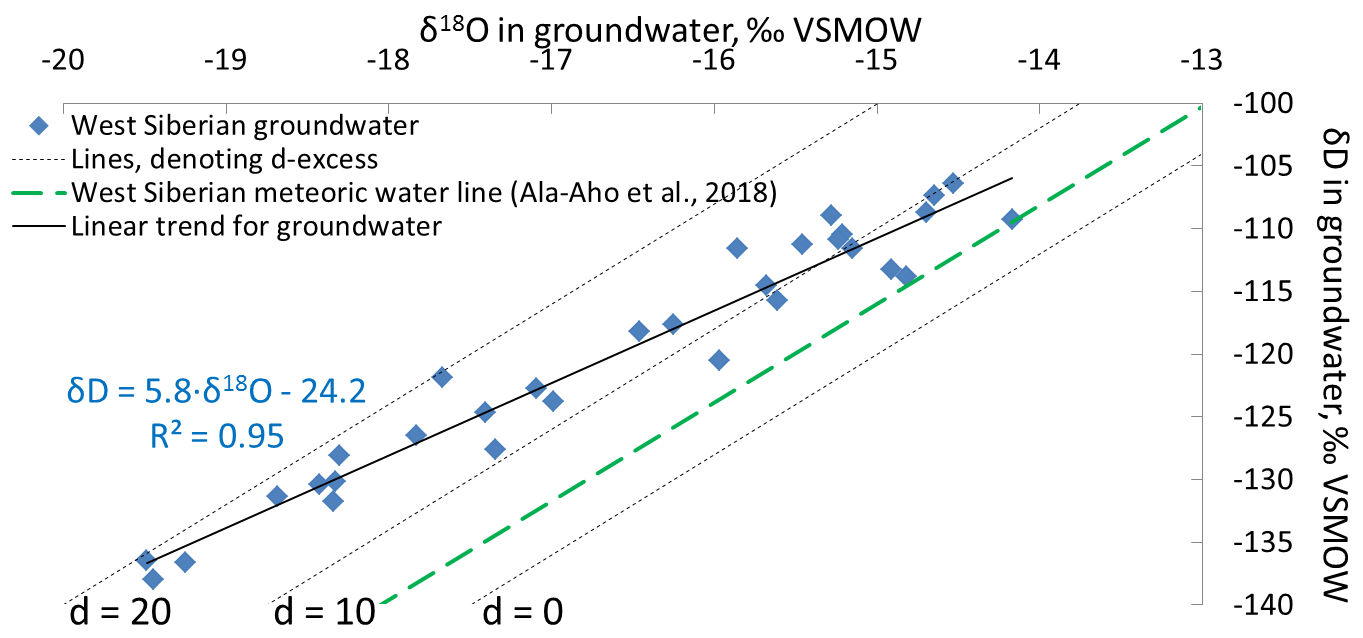 δ¹⁸O in groundwater, ‰ VSMOW
-20 -19 -18 -17 -16 -15 -14 -13
-100
West Siberian groundwater
Lines, denoting d-excess
-105
West Siberian meteoric water line (Ala-Aho et al., 2018)
Linear trend for groundwater
-110
-115
-120
δD = 5.8·δ¹⁸O - 24.2
R² = 0.95
-125
-130
-135
-140
d = 20 d = 10 d = 0
δD in groundwater, ‰ VSMOW